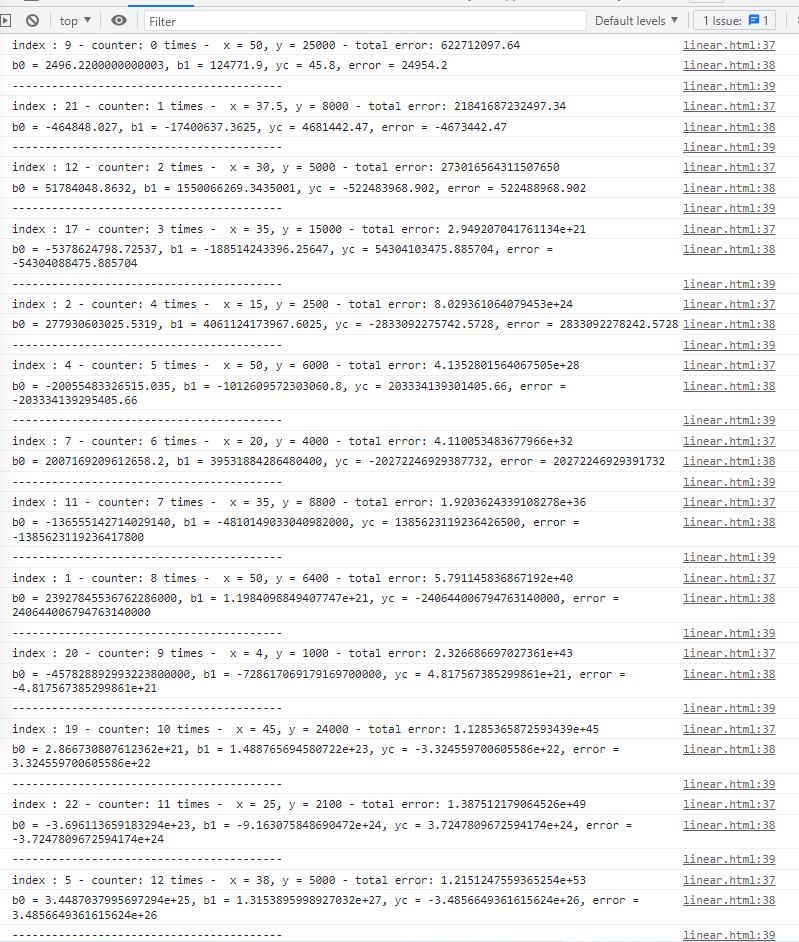 top ▼ Filter Default levels ▼ 1 Issue: 1
index : 9 - counter: 0 times -  x = 50, y = 25000 - total error: 622712097.64 linear.html:37
b0 = 2496.2200000000003, b1 = 124771.9, yc = 45.8, error = 24954.2 linear.html:38
----------------------------------------- linear.html:39
index : 21 - counter: 1 times -  x = 37.5, y = 8000 - total error: 21841687232497.34 linear.html:37
b0 = -464848.027, b1 = -17400637.3625, yc = 4681442.47, error = -4673442.47 linear.html:38
----------------------------------------- linear.html:39
index : 12 - counter: 2 times -  x = 30, y = 5000 - total error: 273016564311507650 linear.html:37
b0 = 51784048.8632, b1 = 1550066269.3435001, yc = -522483968.902, error = 522488968.902 linear.html:38
----------------------------------------- linear.html:39
index : 17 - counter: 3 times -  x = 35, y = 15000 - total error: 2.949207041761134e+21 linear.html:37
b0 = -5378624798.72537, b1 = -188514243396.25647, yc = 54304103475.885704, error = linear.html:38
-54304088475.885704
----------------------------------------- linear.html:39
index : 2 - counter: 4 times -  x = 15, y = 2500 - total error: 8.029361064079453e+24 linear.html:37
b0 = 277930603025.5319, b1 = 4061124173967.6025, yc = -2833092275742.5728, error = 2833092278242.5728 linear.html:38
----------------------------------------- linear.html:39
index : 4 - counter: 5 times -  x = 50, y = 6000 - total error: 4.1352801564067505e+28 linear.html:37
b0 = -20055483326515.035, b1 = -1012609572303060.8, yc = 203334139301405.66, error = linear.html:38
-203334139295405.66
----------------------------------------- linear.html:39
index : 7 - counter: 6 times -  x = 20, y = 4000 - total error: 4.110053483677966e+32 linear.html:37
b0 = 2007169209612658.2, b1 = 39531884286480400, yc = -20272246929387732, error = 20272246929391732 linear.html:38
----------------------------------------- linear.html:39
index : 11 - counter: 7 times -  x = 35, y = 8800 - total error: 1.9203624339108278e+36 linear.html:37
b0 = -136555142714029140, b1 = -4810149033040982000, yc = 1385623119236426500, error = linear.html:38
-1385623119236417800
----------------------------------------- linear.html:39
index : 1 - counter: 8 times -  x = 50, y = 6400 - total error: 5.791145836867192e+40 linear.html:37
b0 = 23927845536762286000, b1 = 1.1984098849407747e+21, yc = -240644006794763140000, error = linear.html:38
240644006794763140000
----------------------------------------- linear.html:39
index : 20 - counter: 9 times -  x = 4, y = 1000 - total error: 2.326686697027361e+43 linear.html:37
b0 = -457828892993223800000, b1 = -728617069179169700000, yc = 4.817567385299861e+21, error = linear.html:38
-4.817567385299861e+21
----------------------------------------- linear.html:39
index : 19 - counter: 10 times -  x = 45, y = 24000 - total error: 1.1285365872593439e+45 linear.html:37
b0 = 2.866730807612362e+21, b1 = 1.488765694580722e+23, yc = -3.324559700605586e+22, error = linear.html:38
3.324559700605586e+22
----------------------------------------- linear.html:39
index : 22 - counter: 11 times -  x = 25, y = 2100 - total error: 1.387512179064526e+49 linear.html:37
b0 = -3.696113659183294e+23, b1 = -9.163075848690472e+24, yc = 3.7247809672594174e+24, error = linear.html:38
-3.7247809672594174e+24
----------------------------------------- linear.html:39
index : 5 - counter: 12 times -  x = 38, y = 5000 - total error: 1.2151247559365254e+53 linear.html:37
b0 = 3.4487037995697294e+25, b1 = 1.3153895998927032e+27, yc = -3.4856649361615624e+26, error = linear.html:38
3.4856649361615624e+26
----------------------------------------- linear.html:39